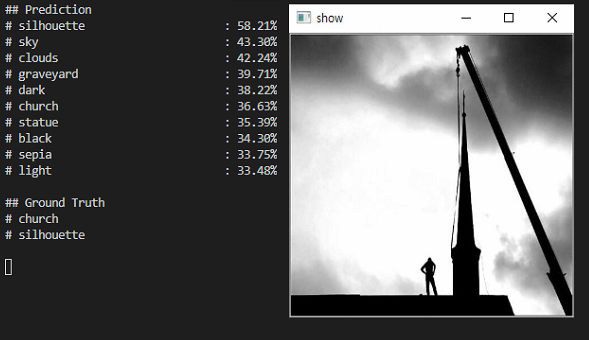 ## Prediction
# silhouette : 58.21%
# sky : 43.30%
# clouds : 42.24%
# graveyard : 39.71%
# dark : 38.22%
# church : 36.63%
# statue : 35.39%
# black : 34.30%
# sepia : 33.75%
# light : 33.48%
## Ground Truth
# church
# silhouette
show